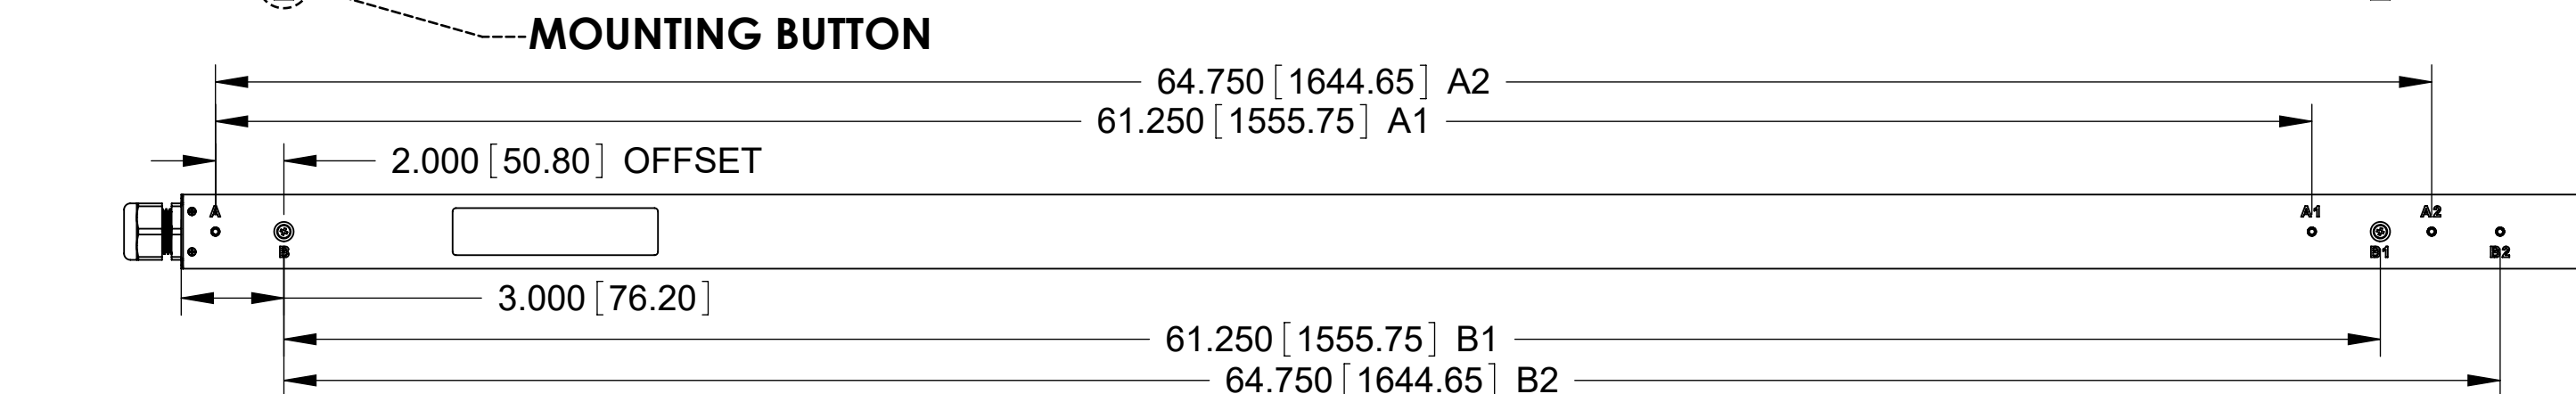 MOUNTING BUTTON
64.750 [1644.65] A2
61.250 [1555.75] A1
2.000 [50.80] OFFSET
A A1 A2
B B1 B2
3.000 [76.20]
61.250 [1555.75] B1
64.750 [1644.65] B2